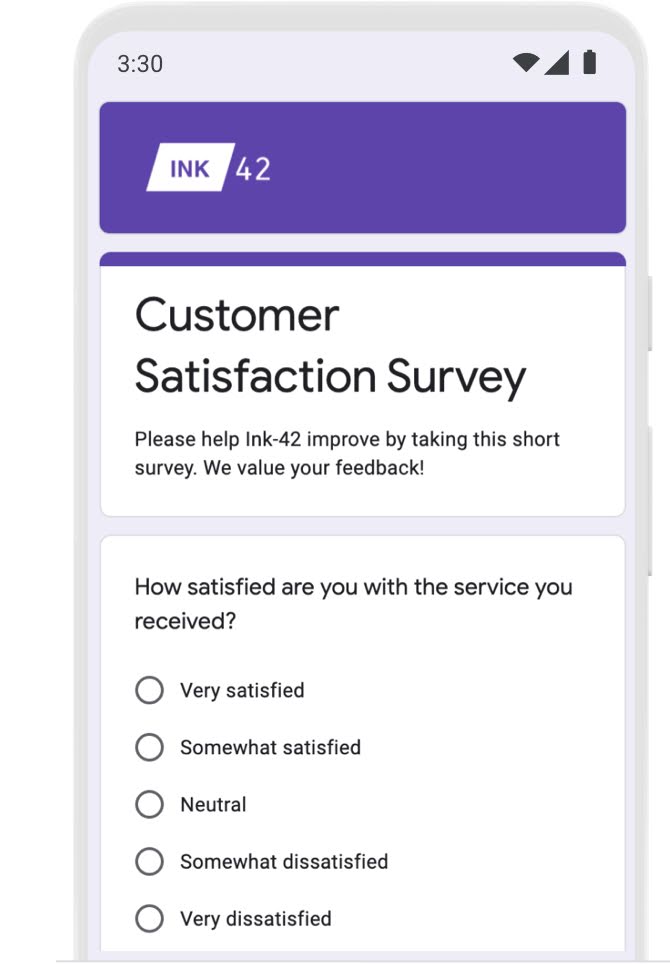 3:30
INK 42
Customer
Satisfaction Survey
Please help Ink-42 improve by taking this short
survey. We value your feedback!
How satisfied are you with the service you
received?
Very satisfied
Somewhat satisfied
Neutral
Somewhat dissatisfied
Very dissatisfied